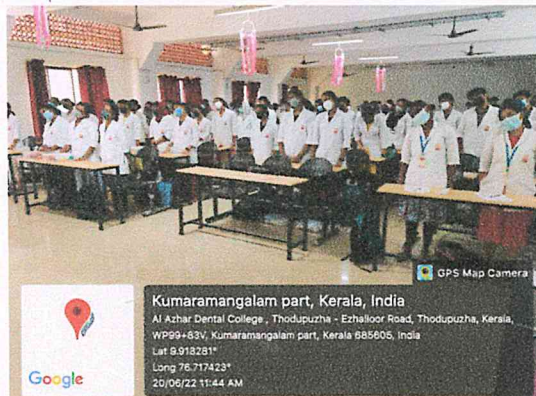 GPS Map Camera
Kumaramangalam part, Kerala, India
Al Azhar Dental College , Thodupuzha - Ezhalloor Road, Thodupuzha, Kerala,
WP99+83V, Kumaramangalam part, Kerala 685605, India
Lat 9.918281°
Long 76.717423°
20/06/22 11:44 AM
Google